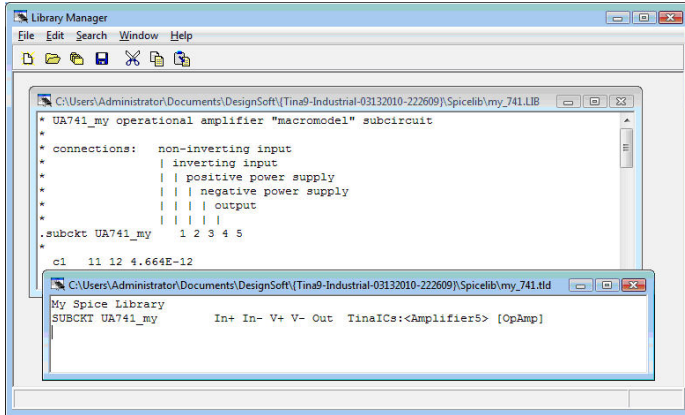 Library Manager
File Edit Search Window Help
C:\Users\Administrator\Documents\DesignSoft\{Tina9-Industrial-03132010-222609}\Spicelib\my_741.LIB
* UA741_my operational amplifier "macromodel" subcircuit
*
* connections:   non-inverting input
*                | inverting input
*                | | positive power supply
*                | | | negative power supply
*                | | | | output
*                | | | | |
.subckt UA741_my    1 2 3 4 5
*
  c1   11 12 4.664E-12
C:\Users\Administrator\Documents\DesignSoft\{Tina9-Industrial-03132010-222609}\Spicelib\my_741.tld
My Spice Library
SUBCKT UA741_my       In+ In- V+ V- Out  TinaICs:<Amplifier5> [OpAmp]